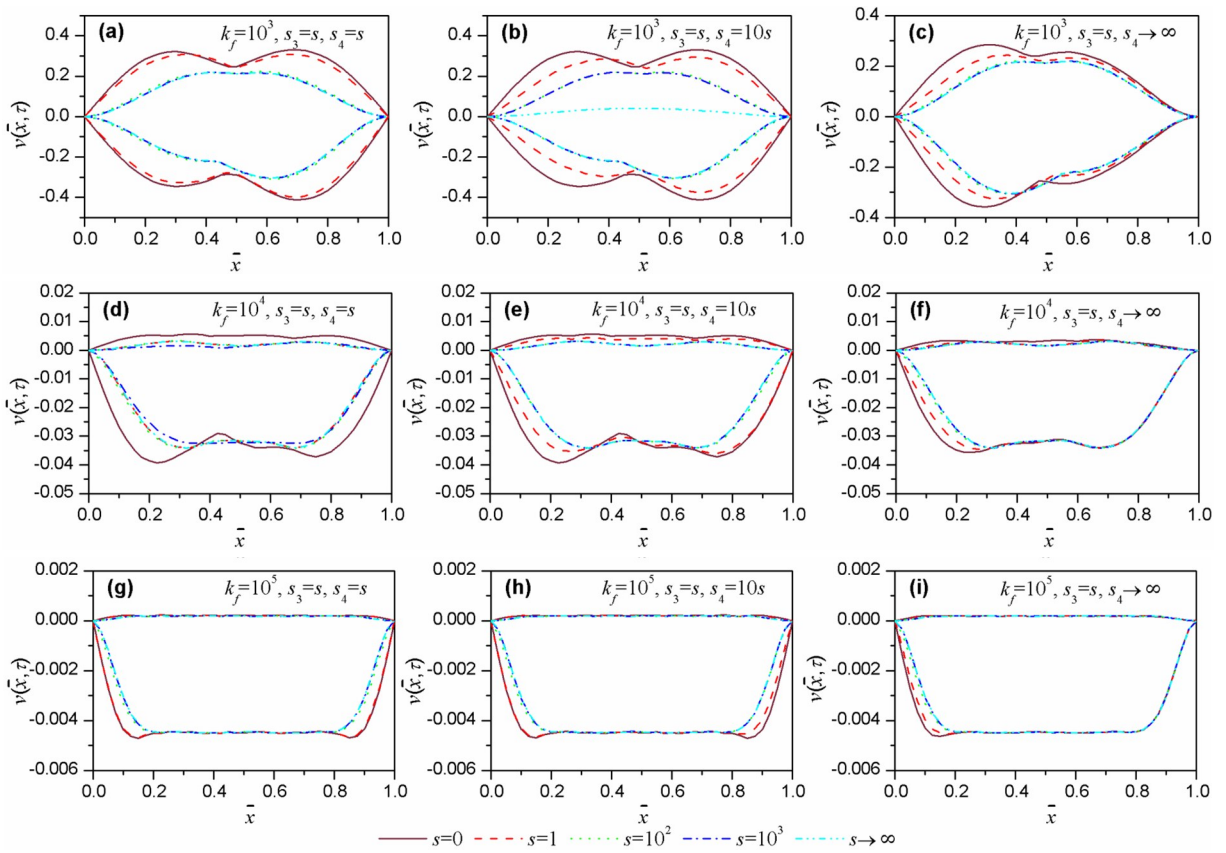 (a) k_f=10^3, s_3=s, s_4=s
0.4
0.2
0.0
-0.2
-0.4
v(x̄,τ)
0.0 0.2 0.4 0.6 0.8 1.0
x̄
(b) k_f=10^3, s_3=s, s_4=10s
0.4
0.2
0.0
-0.2
-0.4
v(x̄,τ)
0.0 0.2 0.4 0.6 0.8 1.0
x̄
(c) k_f=10^3, s_3=s, s_4→∞
0.4
0.2
0.0
-0.2
-0.4
v(x̄,τ)
0.0 0.2 0.4 0.6 0.8 1.0
x̄
(d) k_f=10^4, s_3=s, s_4=s
0.02
0.01
0.00
-0.01
-0.02
-0.03
-0.04
-0.05
v(x̄,τ)
0.0 0.2 0.4 0.6 0.8 1.0
x̄
(e) k_f=10^4, s_3=s, s_4=10s
0.02
0.01
0.00
-0.01
-0.02
-0.03
-0.04
-0.05
v(x̄,τ)
0.0 0.2 0.4 0.6 0.8 1.0
x̄
(f) k_f=10^4, s_3=s, s_4→∞
0.02
0.01
0.00
-0.01
-0.02
-0.03
-0.04
-0.05
v(x̄,τ)
0.0 0.2 0.4 0.6 0.8 1.0
x̄
(g) k_f=10^5, s_3=s, s_4=s
0.002
0.000
-0.002
-0.004
-0.006
v(x̄,τ)
0.0 0.2 0.4 0.6 0.8 1.0
x̄
(h) k_f=10^5, s_3=s, s_4=10s
0.002
0.000
-0.002
-0.004
-0.006
v(x̄,τ)
0.0 0.2 0.4 0.6 0.8 1.0
x̄
(i) k_f=10^5, s_3=s, s_4→∞
0.002
0.000
-0.002
-0.004
-0.006
v(x̄,τ)
0.0 0.2 0.4 0.6 0.8 1.0
x̄
s=0 s=1 s=10^2 s=10^3 s→∞